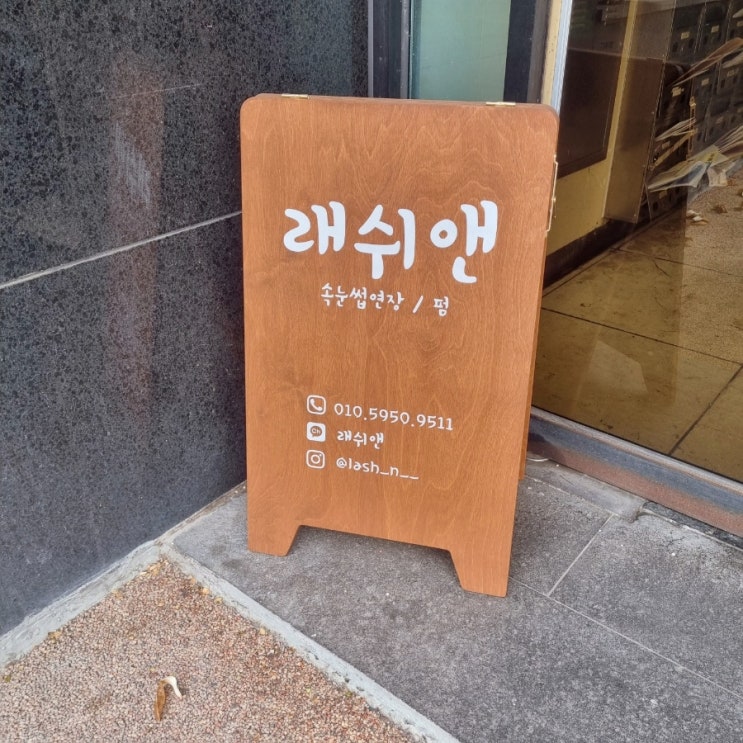 래쉬앤
속눈썹연장 / 펌
010.5950.9511
래쉬앤
@lash_n__